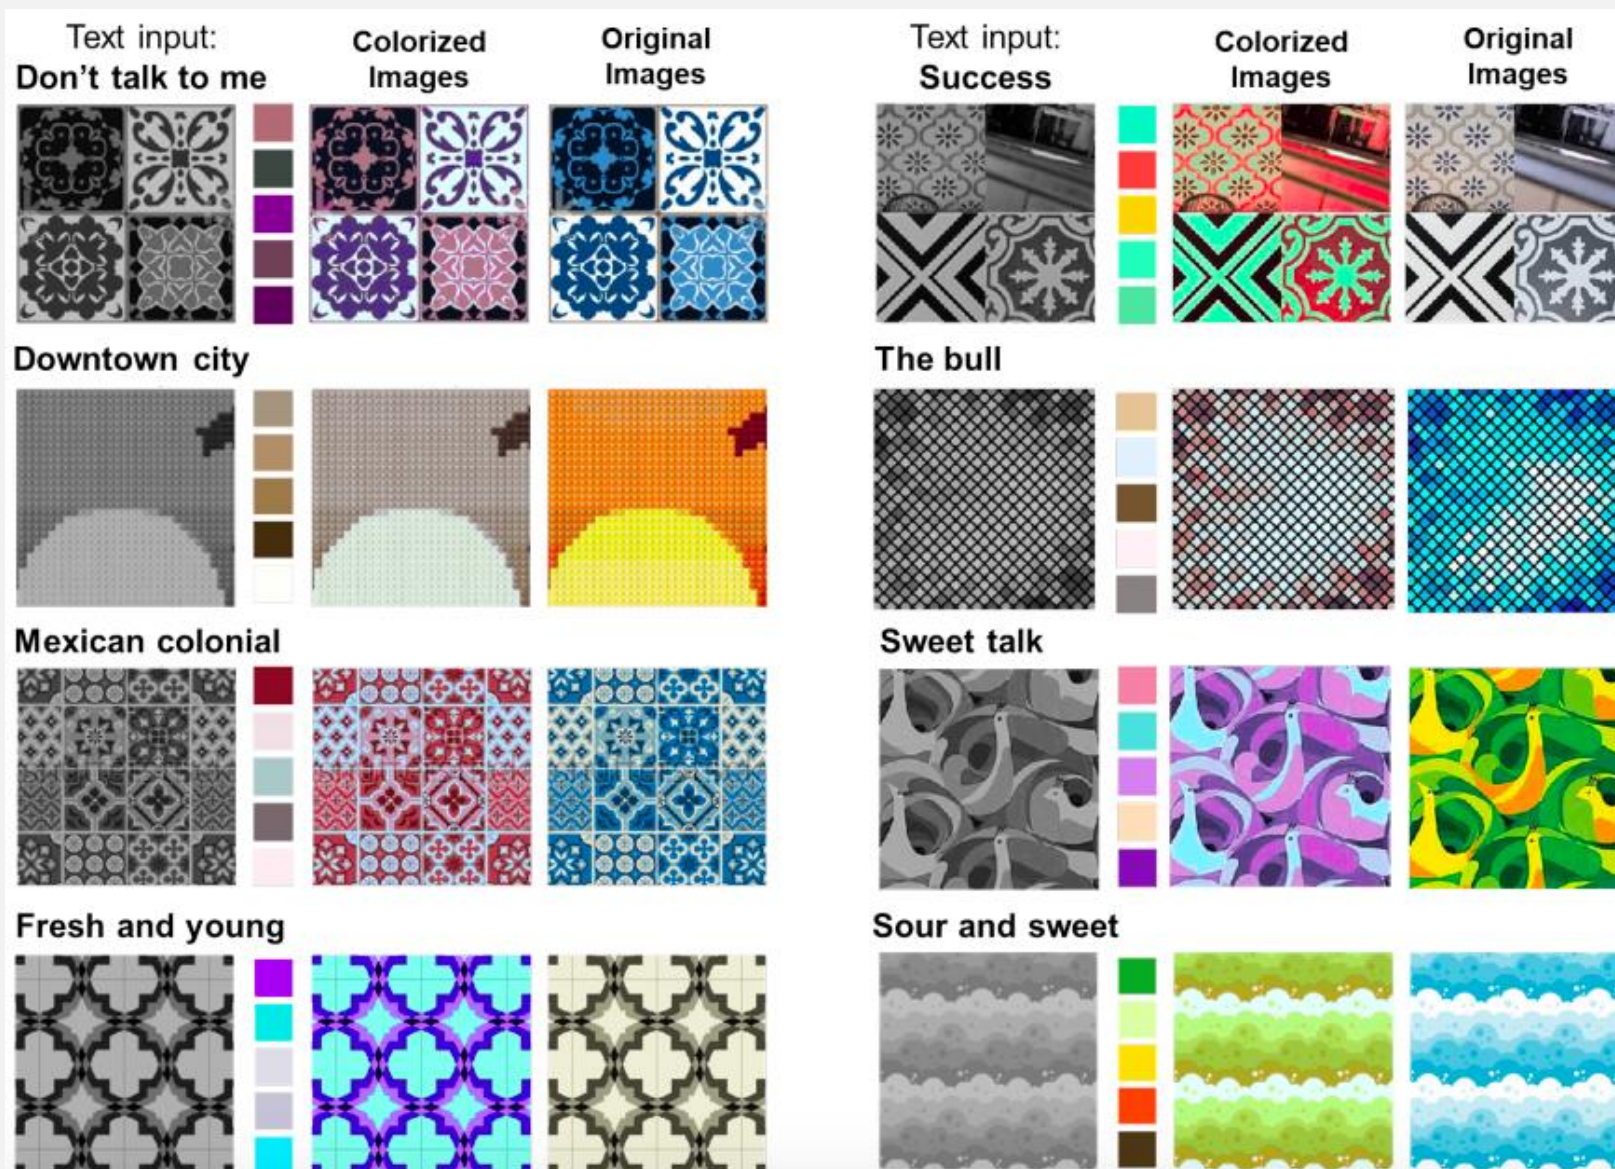 Text input:
Don't talk to me
Colorized
Images
Original
Images
Text input:
Success
Colorized
Images
Original
Images
Downtown city
The bull
Mexican colonial
Sweet talk
Fresh and young
Sour and sweet